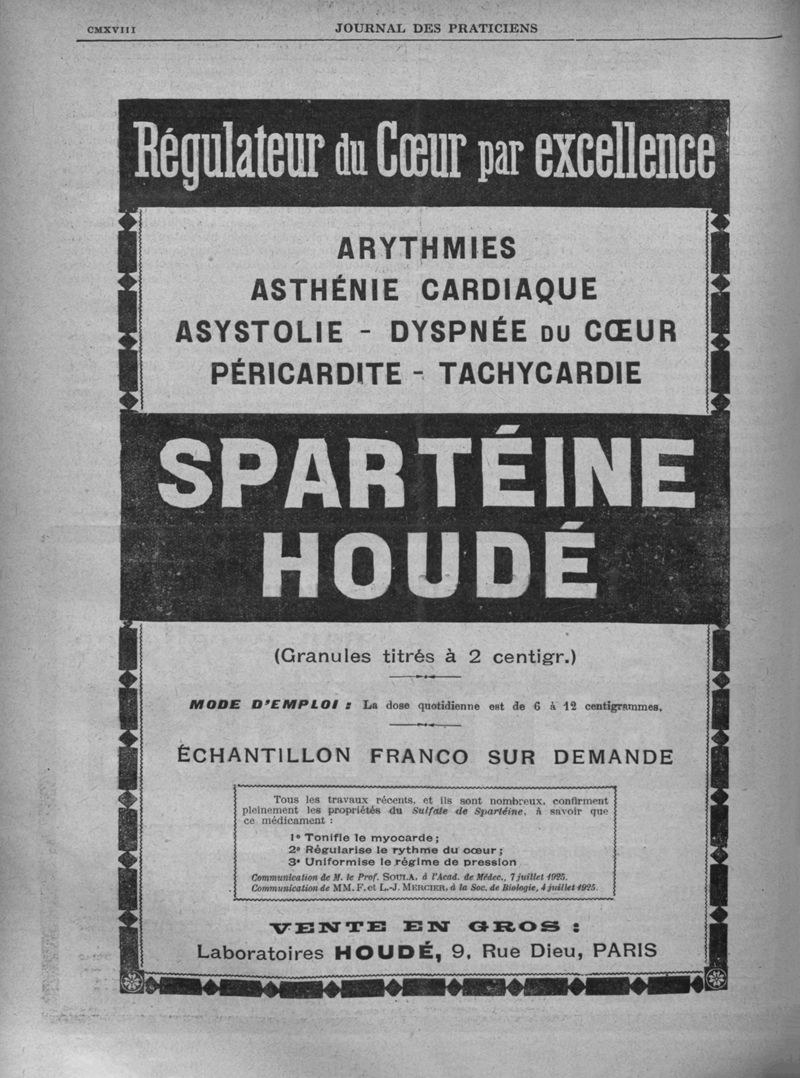 CMXVIII
JOURNAL DES PRATICIENS
Régulateur du Cœur par excellence
ARYTHMIES
ASTHÉNIE CARDIAQUE
ASYSTOLIE - DYSPNÉE DU CŒUR
PÉRICARDITE - TACHYCARDIE
SPARTÉINE
HOUDÉ
(Granules titrés à 2 centigr.)
MODE D'EMPLOI : La dose quotidienne est de 6 à 12 centigrammes.
ÉCHANTILLON FRANCO SUR DEMANDE
Tous les travaux récents, et ils sont nombreux, confirment
pleinement les propriétés du Sulfate de Spartéine, à savoir que
ce médicament :
1º Tonifie le myocarde ;
2º Régularise le rythme du cœur ;
3º Uniformise le régime de pression
Communication de M. le Prof. SOULA, à l'Acad. de Médec., 7 juillet 1925.
Communication de MM. F. et L.-J. MERCIER, à la Soc. de Biologie, 4 juillet 1925.
VENTE EN GROS :
Laboratoires HOUDÉ, 9, Rue Dieu, PARIS